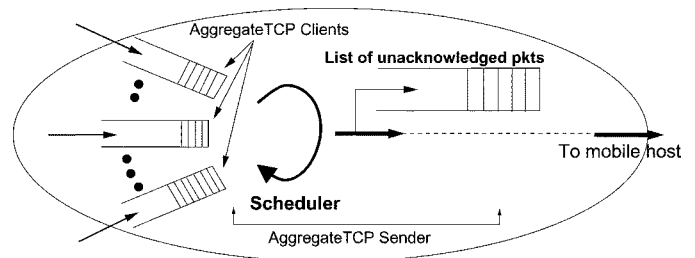 AggregateTCP Clients
List of unacknowledged pkts
To mobile host
Scheduler
AggregateTCP Sender